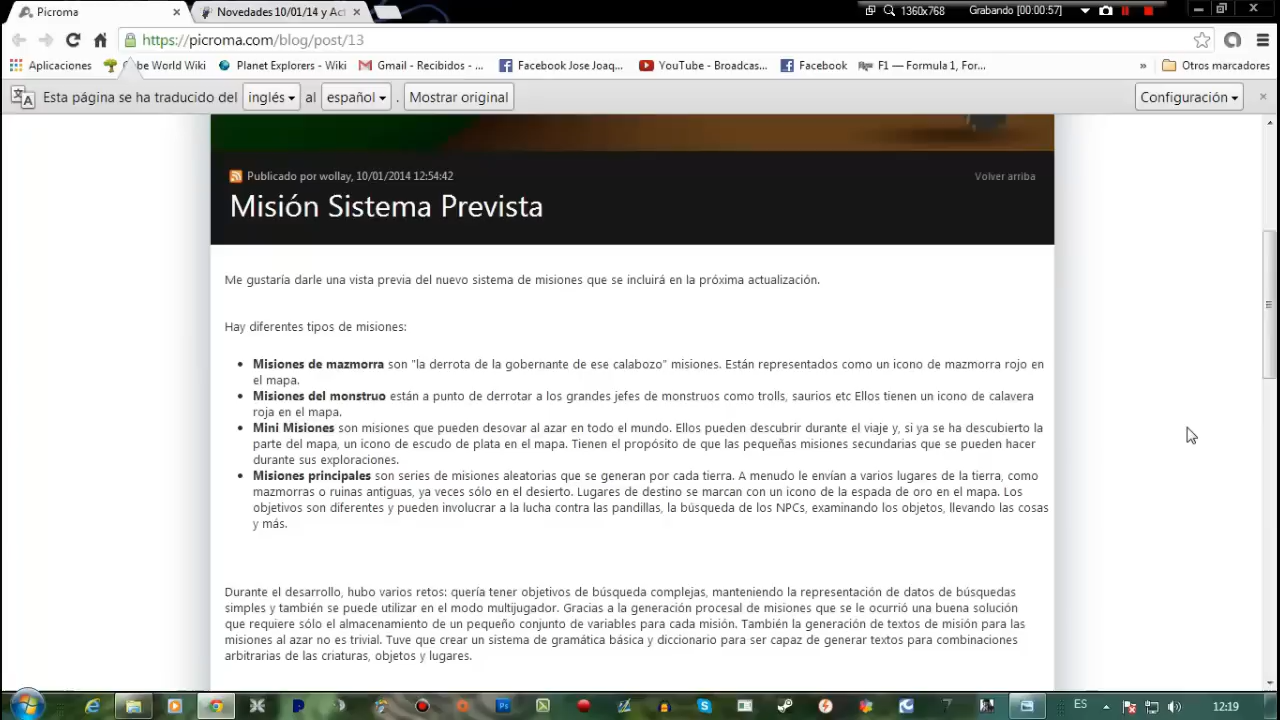 Picroma
Novedades 10/01/14 y Act
1360x768
Grabando [00:00:57]
https://picroma.com/blog/post/13
Aplicaciones
Cube World Wiki
Planet Explorers - Wiki
Gmail - Recibidos - ...
Facebook Jose Joaq...
YouTube - Broadcas...
Facebook
F1 — Formula 1, For...
»
Otros marcadores
Esta página se ha traducido del inglés al español . Mostrar original
Configuración
Publicado por wollay, 10/01/2014 12:54:42
Volver arriba
Misión Sistema Prevista
Me gustaría darle una vista previa del nuevo sistema de misiones que se incluirá en la próxima actualización.
Hay diferentes tipos de misiones:
• Misiones de mazmorra son "la derrota de la gobernante de ese calabozo" misiones. Están representados como un icono de mazmorra rojo en
el mapa.
• Misiones del monstruo están a punto de derrotar a los grandes jefes de monstruos como trolls, saurios etc Ellos tienen un icono de calavera
roja en el mapa.
• Mini Misiones son misiones que pueden desovar al azar en todo el mundo. Ellos pueden descubrir durante el viaje y, si ya se ha descubierto la
parte del mapa, un icono de escudo de plata en el mapa. Tienen el propósito de que las pequeñas misiones secundarias que se pueden hacer
durante sus exploraciones.
• Misiones principales son series de misiones aleatorias que se generan por cada tierra. A menudo le envían a varios lugares de la tierra, como
mazmorras o ruinas antiguas, ya veces sólo en el desierto. Lugares de destino se marcan con un icono de la espada de oro en el mapa. Los
objetivos son diferentes y pueden involucrar a la lucha contra las pandillas, la búsqueda de los NPCs, examinando los objetos, llevando las cosas
y más.
Durante el desarrollo, hubo varios retos: quería tener objetivos de búsqueda complejas, manteniendo la representación de datos de búsquedas
simples y también se puede utilizar en el modo multijugador. Gracias a la generación procesal de misiones que se le ocurrió una buena solución
que requiere sólo el almacenamiento de un pequeño conjunto de variables para cada misión. También la generación de textos de misión para las
misiones al azar no es trivial. Tuve que crear un sistema de gramática básica y diccionario para ser capaz de generar textos para combinaciones
arbitrarias de las criaturas, objetos y lugares.
ES
12:19